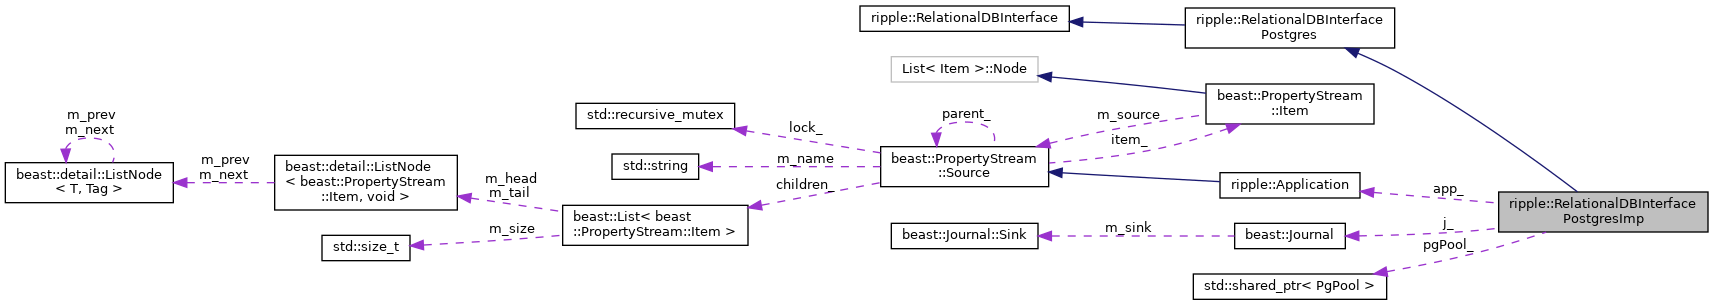 ripple::RelationalDBInterface
ripple::RelationalDBInterface
Postgres
List< Item >::Node
beast::PropertyStream
::Item
m_source
item_
parent_
std::recursive_mutex
lock_
std::string
m_name
children_
beast::PropertyStream
::Source
ripple::Application
app_
ripple::RelationalDBInterface
PostgresImp
m_prev
m_next
beast::detail::ListNode
< T, Tag >
m_prev
m_next
beast::detail::ListNode
< beast::PropertyStream
::Item, void >
m_head
m_tail
beast::List< beast
::PropertyStream::Item >
m_size
std::size_t
beast::Journal::Sink
m_sink
beast::Journal
j_
pgPool_
std::shared_ptr< PgPool >